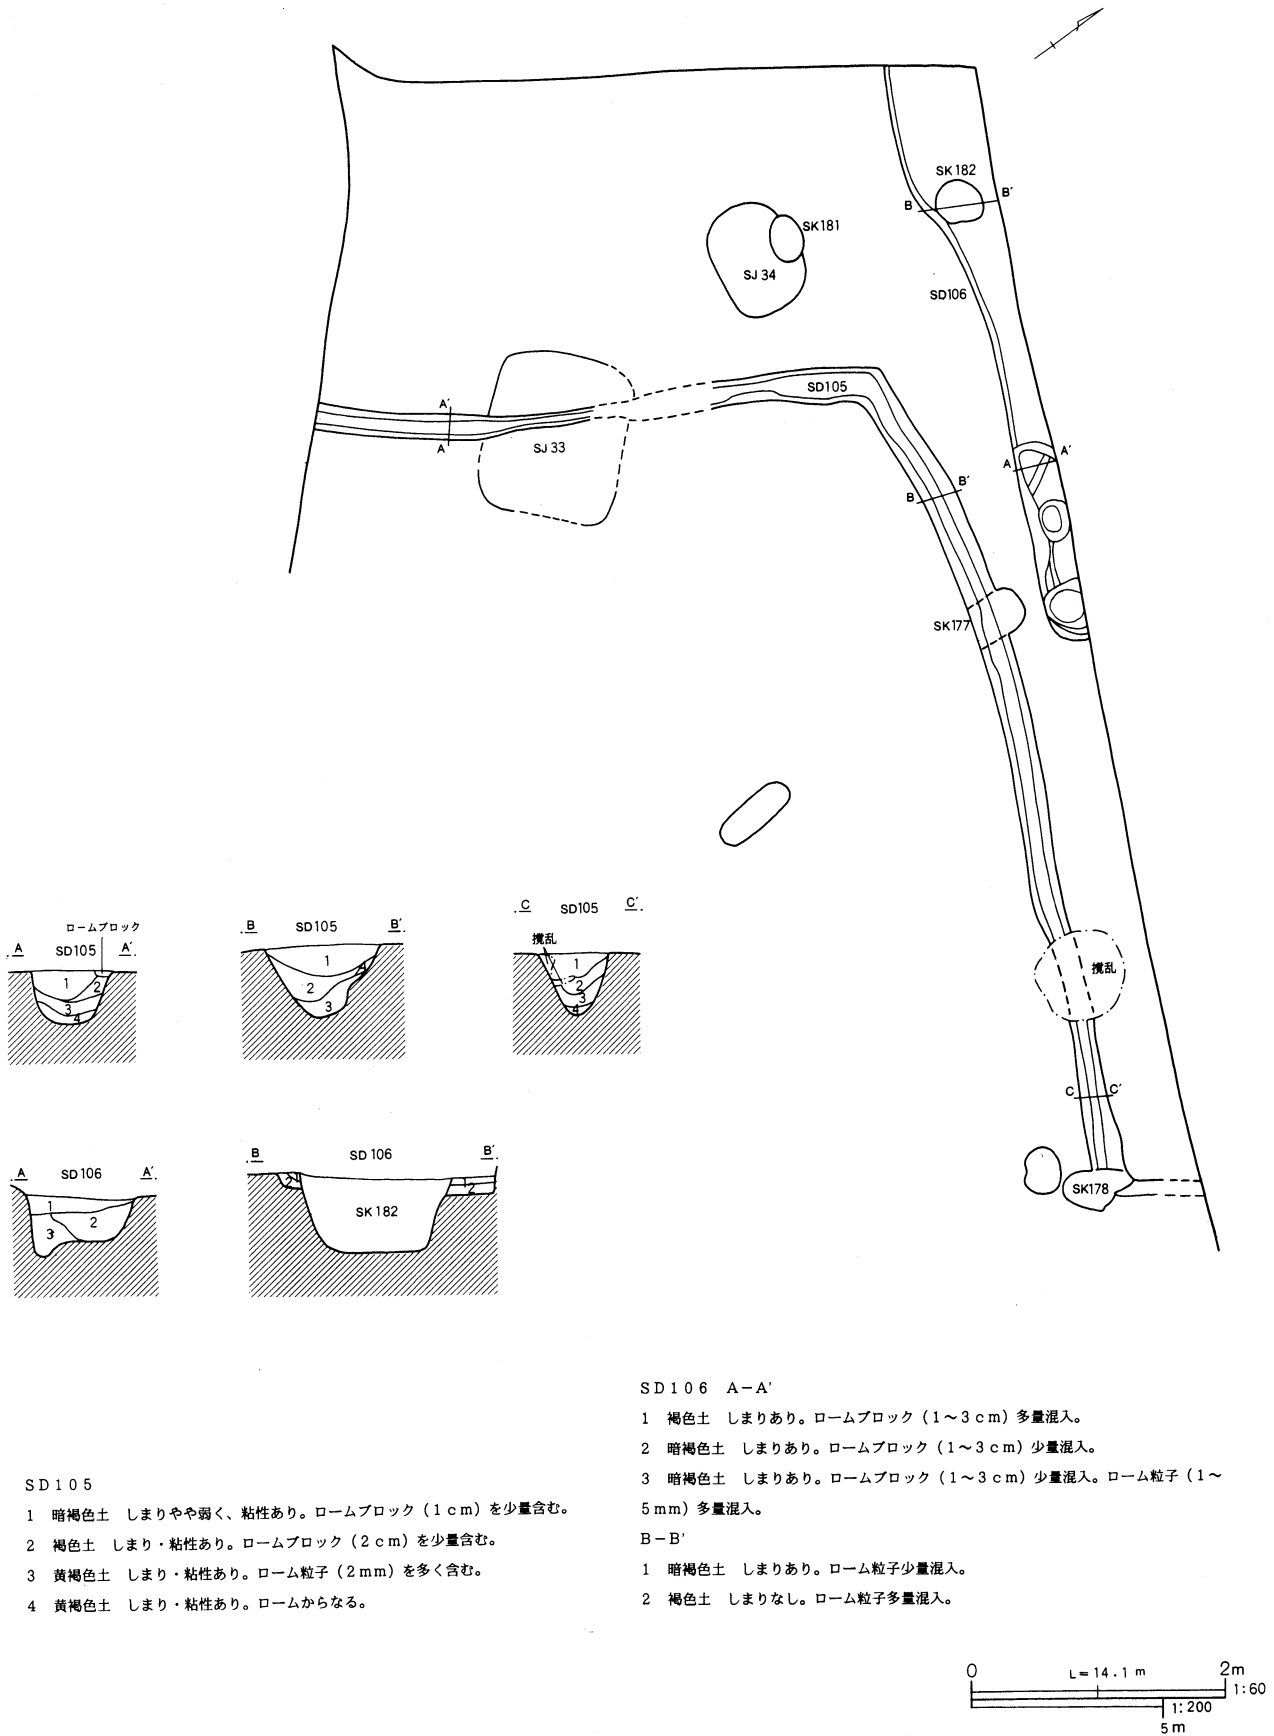 SK182
B
B′
SK181
SJ34
SD106
SD105
A′
A
SJ33
A
A′
B
B′
SK177
撹乱
C
C′
SK178
C
SD105
C′
撹乱
1
2
3
4
B
SD105
B′
1
2
3
4
ロームブロック
A
SD105
A′
1
2
3
4
A
SD106
A′
1
2
3
B
SD106
B′
2
1
1
2
SK182
SD106 A-A'
1 褐色土 しまりあり。ロームブロック(1~3cm)多量混入。
2 暗褐色土 しまりあり。ロームブロック(1~3cm)少量混入。
3 暗褐色土 しまりあり。ロームブロック(1~3cm)少量混入。ローム粒子(1~
5mm)多量混入。
B-B'
1 暗褐色土 しまりあり。ローム粒子少量混入。
2 褐色土 しまりなし。ローム粒子多量混入。
SD105
1 暗褐色土 しまりやや弱く、粘性あり。ロームブロック(1cm)を少量含む。
2 褐色土 しまり・粘性あり。ロームブロック(2cm)を少量含む。
3 黄褐色土 しまり・粘性あり。ローム粒子(2mm)を多く含む。
4 黄褐色土 しまり・粘性あり。ロームからなる。
0 L=14.1m 2m
1:60
1:200
5m